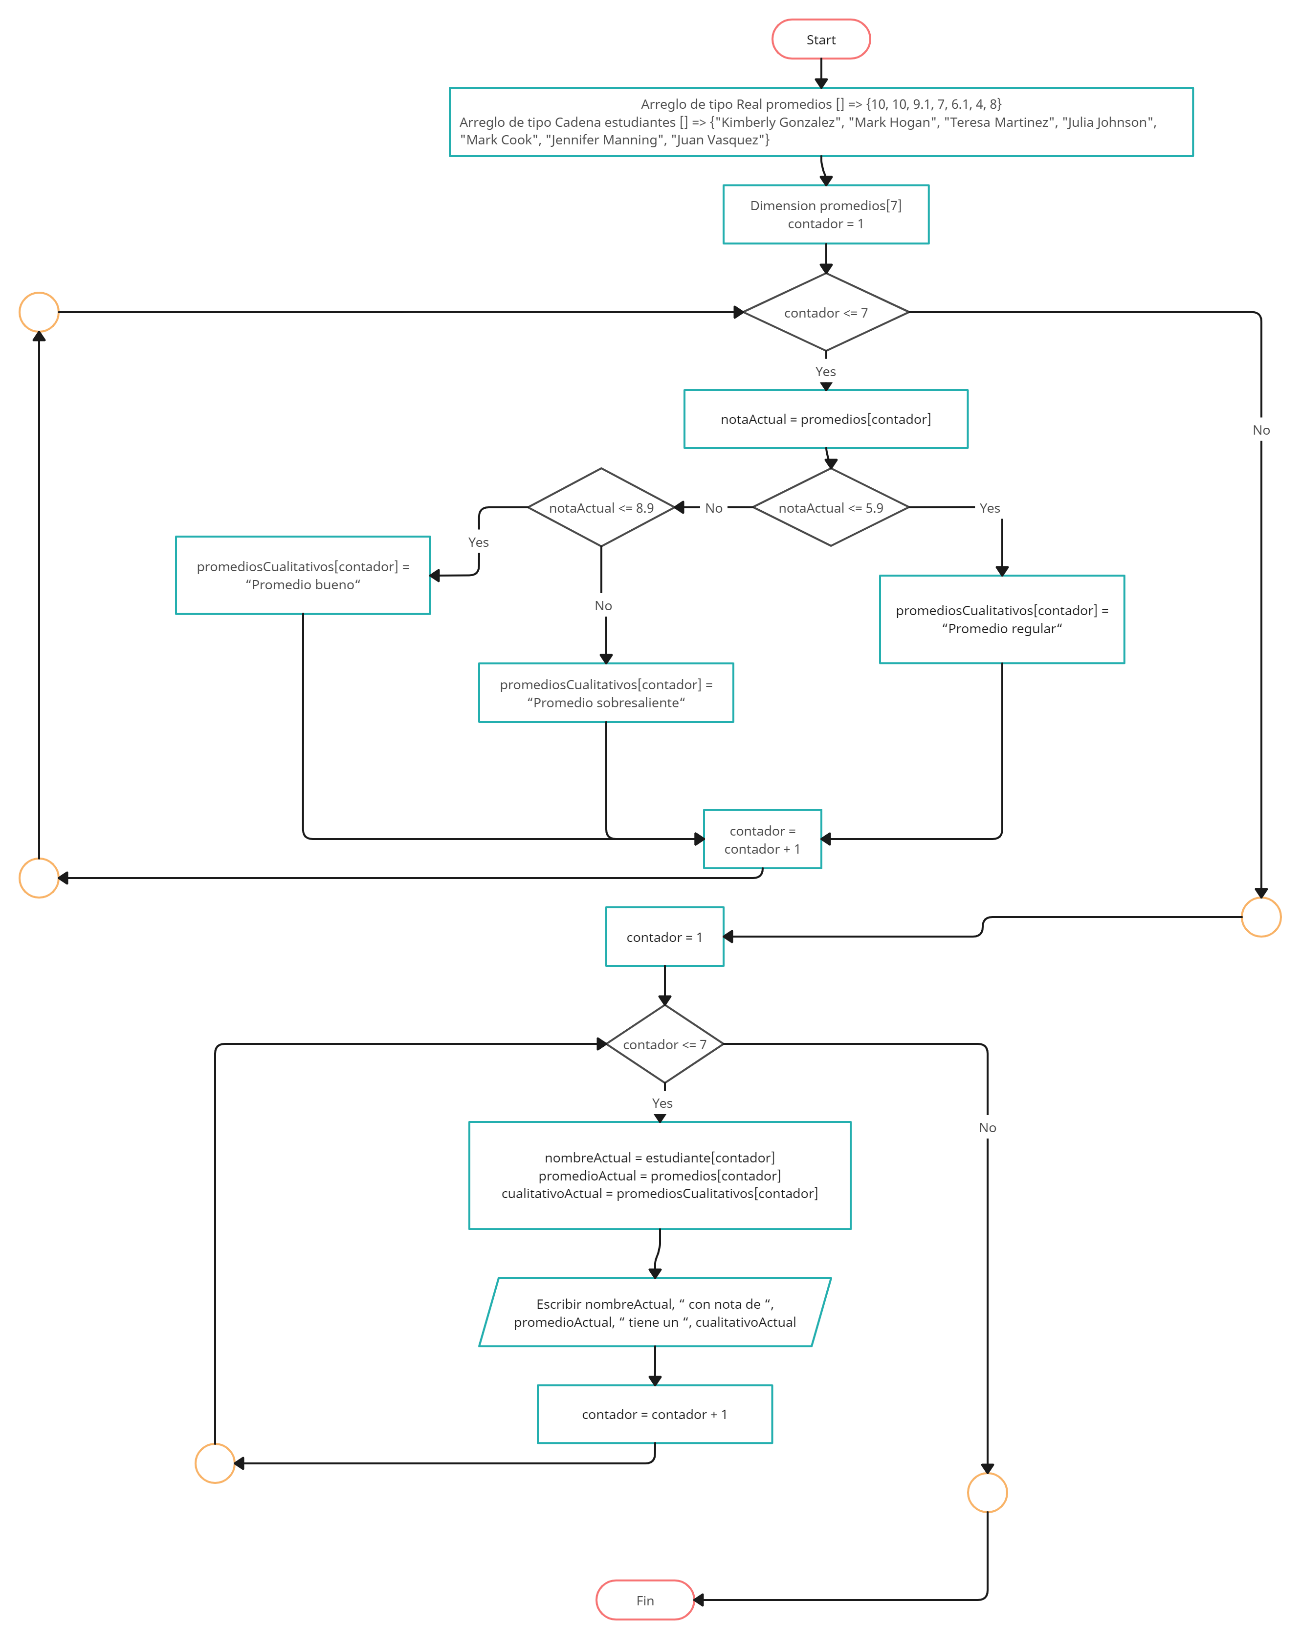 Start
Arreglo de tipo Real promedios [] => {10, 10, 9.1, 7, 6.1, 4, 8}
Arreglo de tipo Cadena estudiantes [] => {"Kimberly Gonzalez", "Mark Hogan", "Teresa Martinez", "Julia Johnson",
"Mark Cook", "Jennifer Manning", "Juan Vasquez"}
Dimension promedios[7]
contador = 1
contador <= 7
Yes
No
notaActual = promedios[contador]
notaActual <= 8.9
No
notaActual <= 5.9
Yes
Yes
promediosCualitativos[contador] =
“Promedio bueno“
No
promediosCualitativos[contador] =
“Promedio regular“
promediosCualitativos[contador] =
“Promedio sobresaliente“
contador =
contador + 1
contador = 1
contador <= 7
Yes
No
nombreActual = estudiante[contador]
promedioActual = promedios[contador]
cualitativoActual = promediosCualitativos[contador]
Escribir nombreActual, “ con nota de “,
promedioActual, “ tiene un “, cualitativoActual
contador = contador + 1
Fin